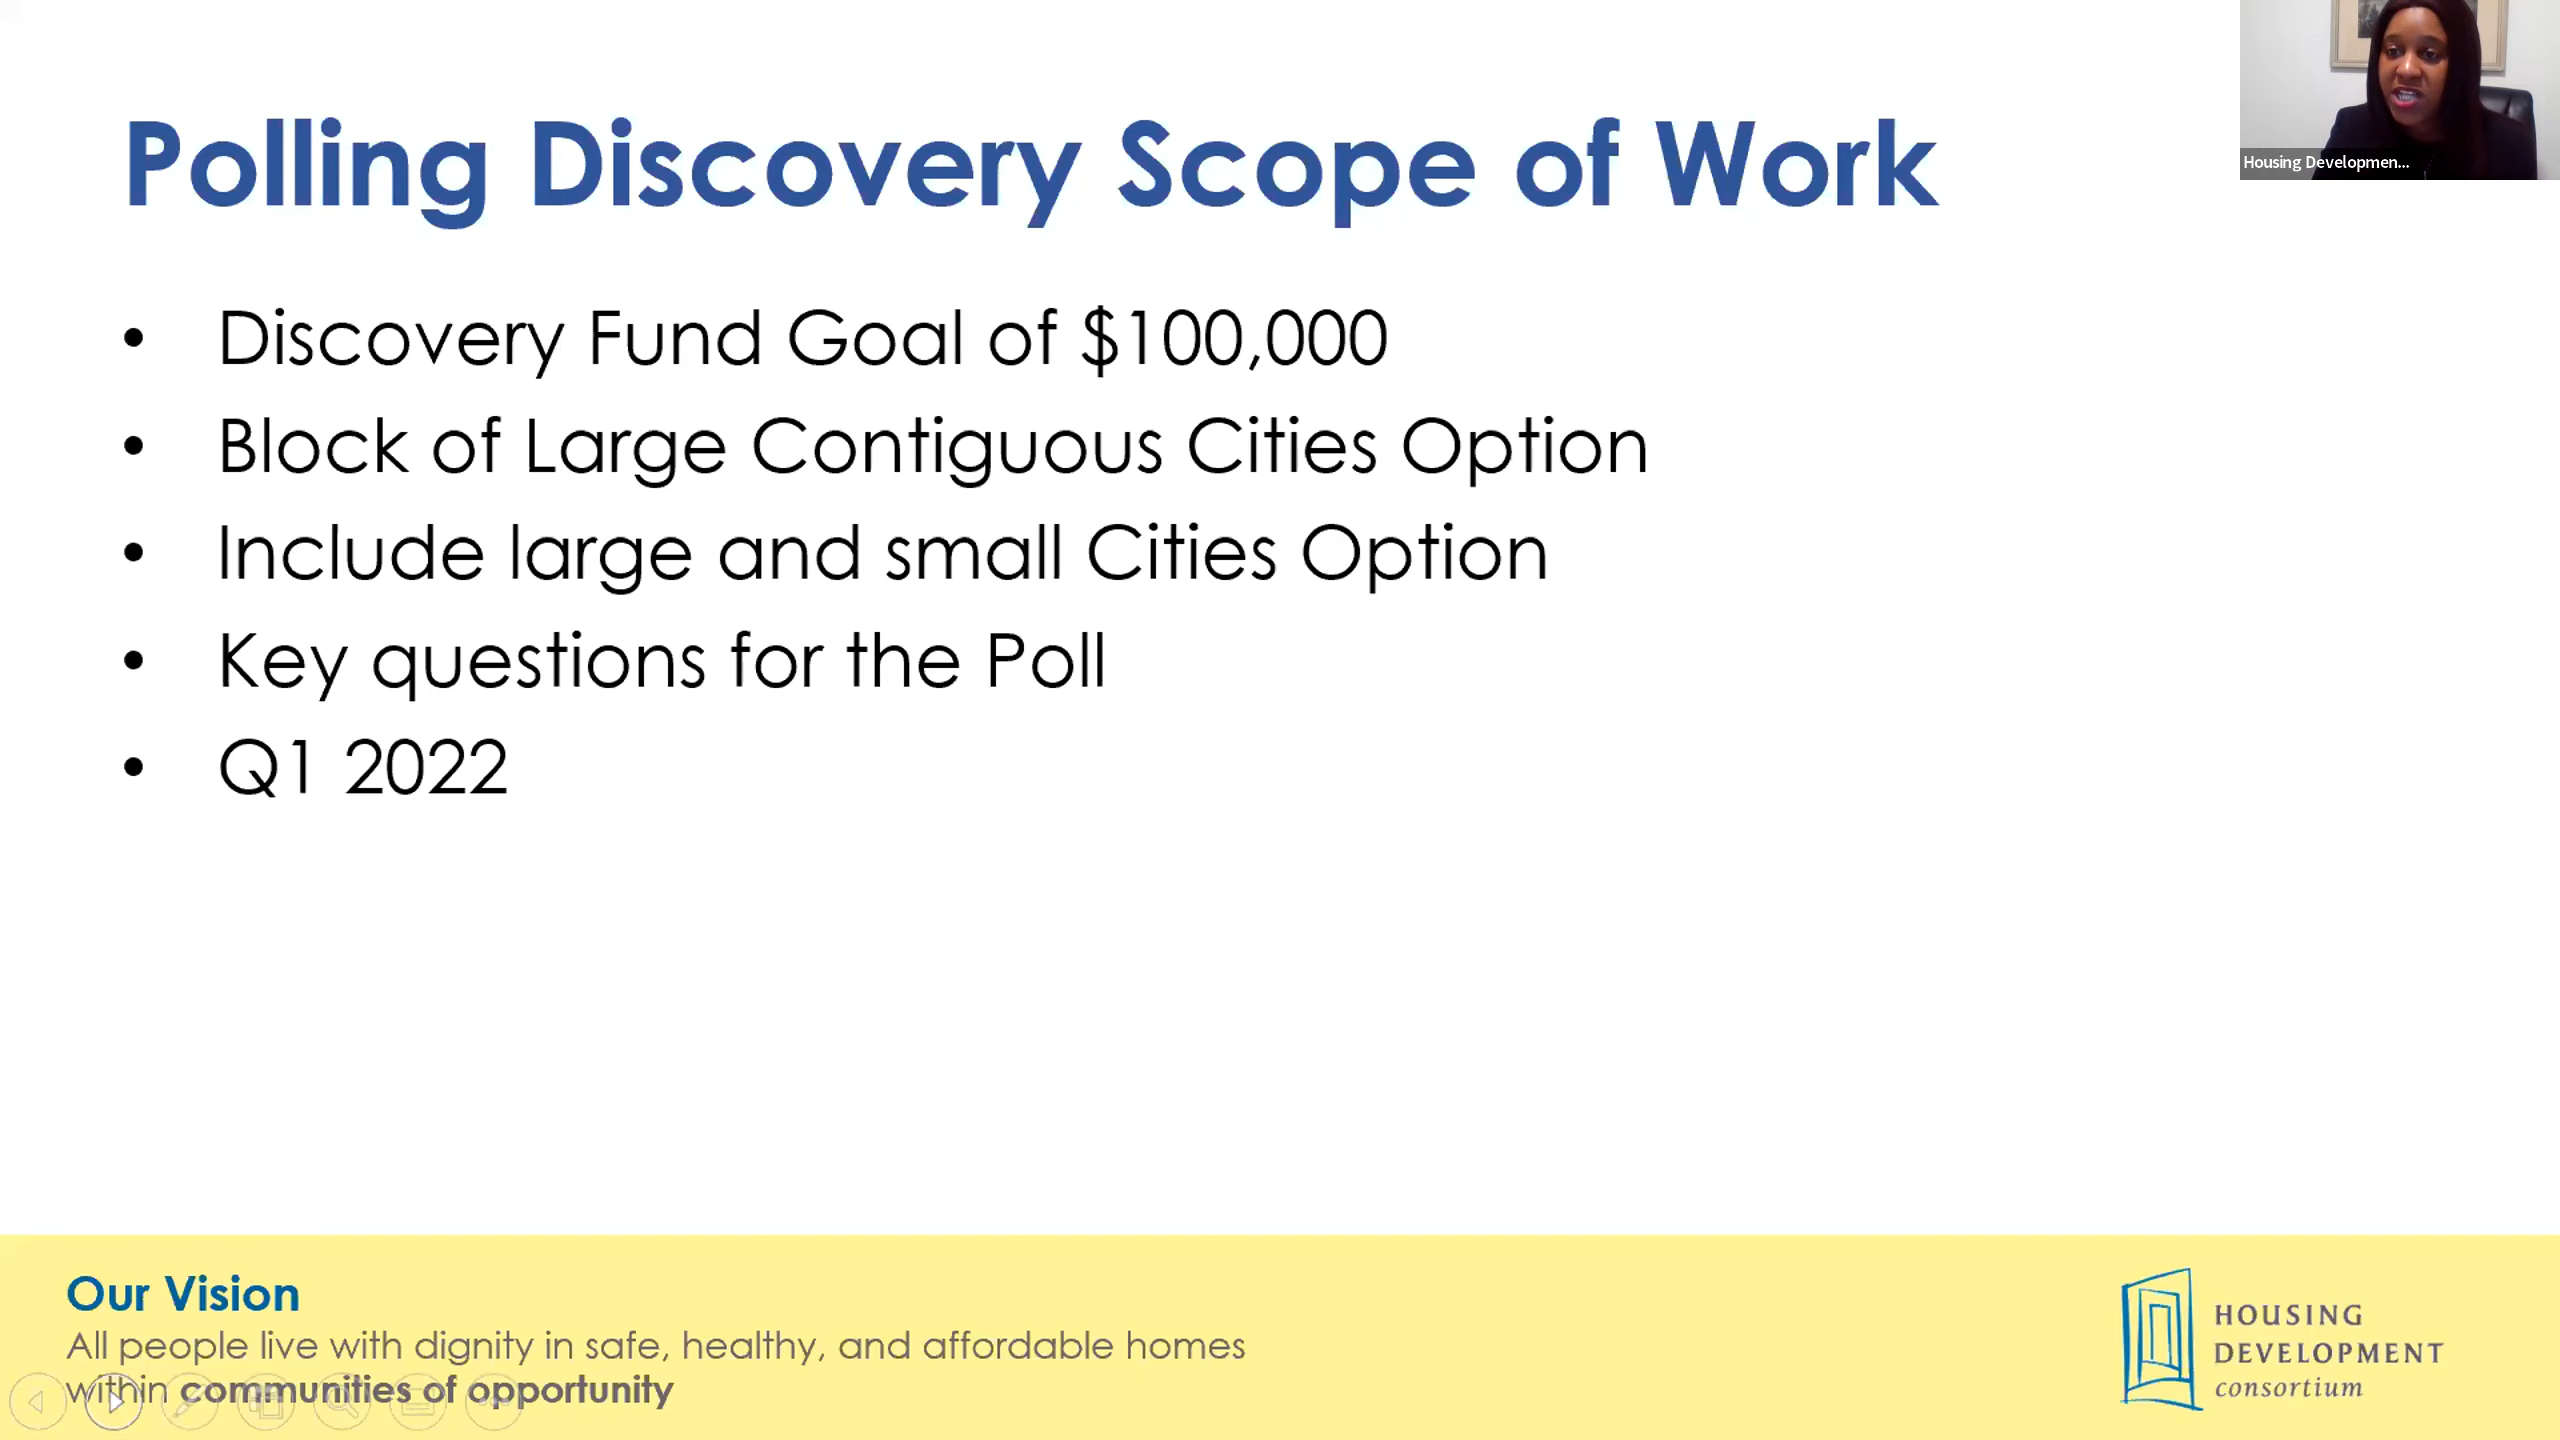 Polling Discovery Scope of Work
Housing Developmen...
• Discovery Fund Goal of $100,000
• Block of Large Contiguous Cities Option
• Include large and small Cities Option
• Key questions for the Poll
• Q1 2022
Our Vision
All people live with dignity in safe, healthy, and affordable homes
within communities of opportunity
HOUSING
DEVELOPMENT
consortium